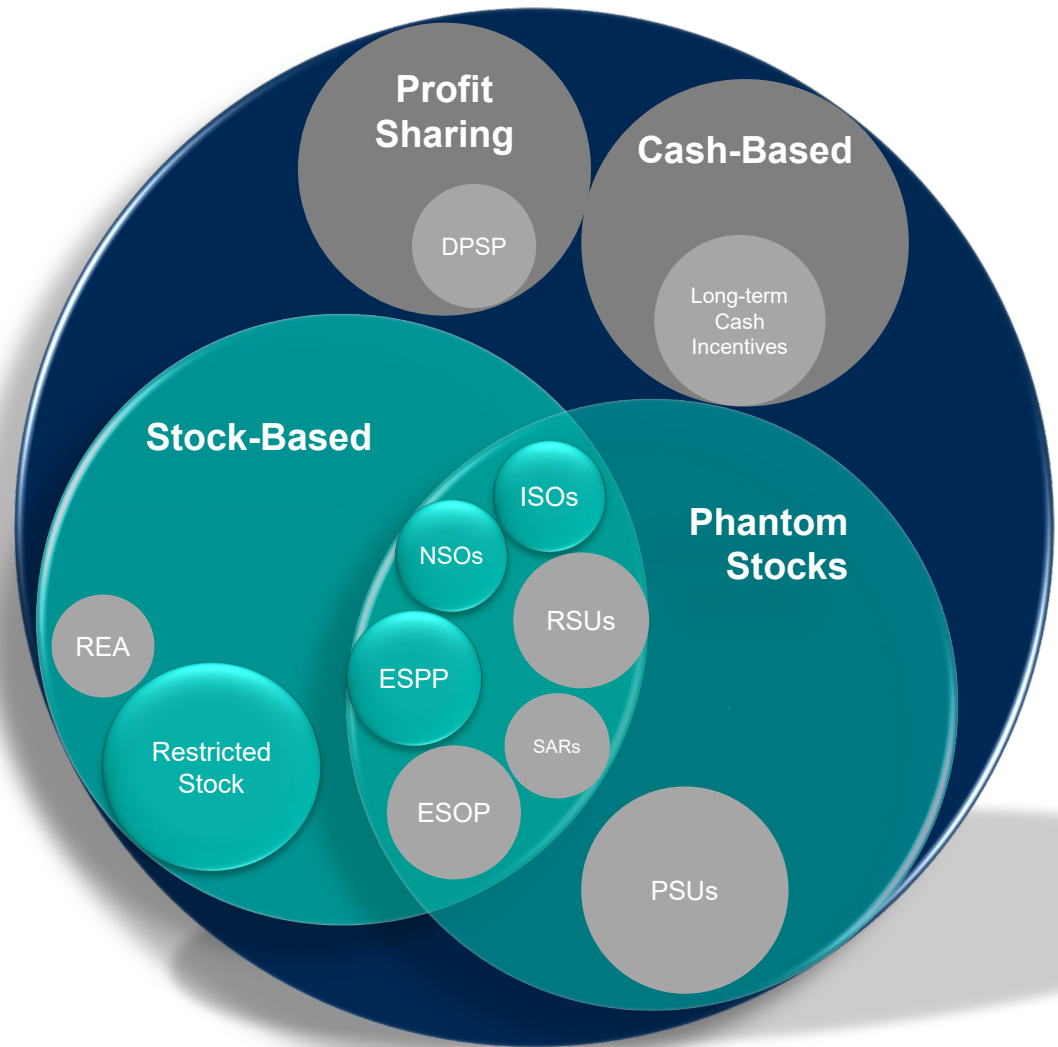 Profit
Sharing
DPSP
Cash-Based
Long-term
Cash
Incentives
Stock-Based
ISOs
NSOs
Phantom
Stocks
RSUs
REA
ESPP
Restricted
Stock
SARs
ESOP
PSUs